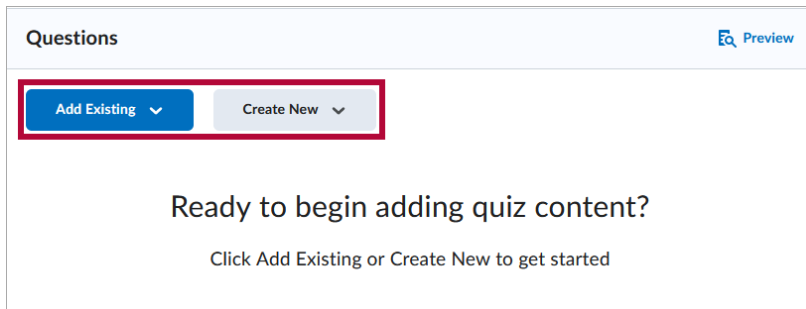 Questions
Preview
Add Existing
Create New
Ready to begin adding quiz content?
Click Add Existing or Create New to get started